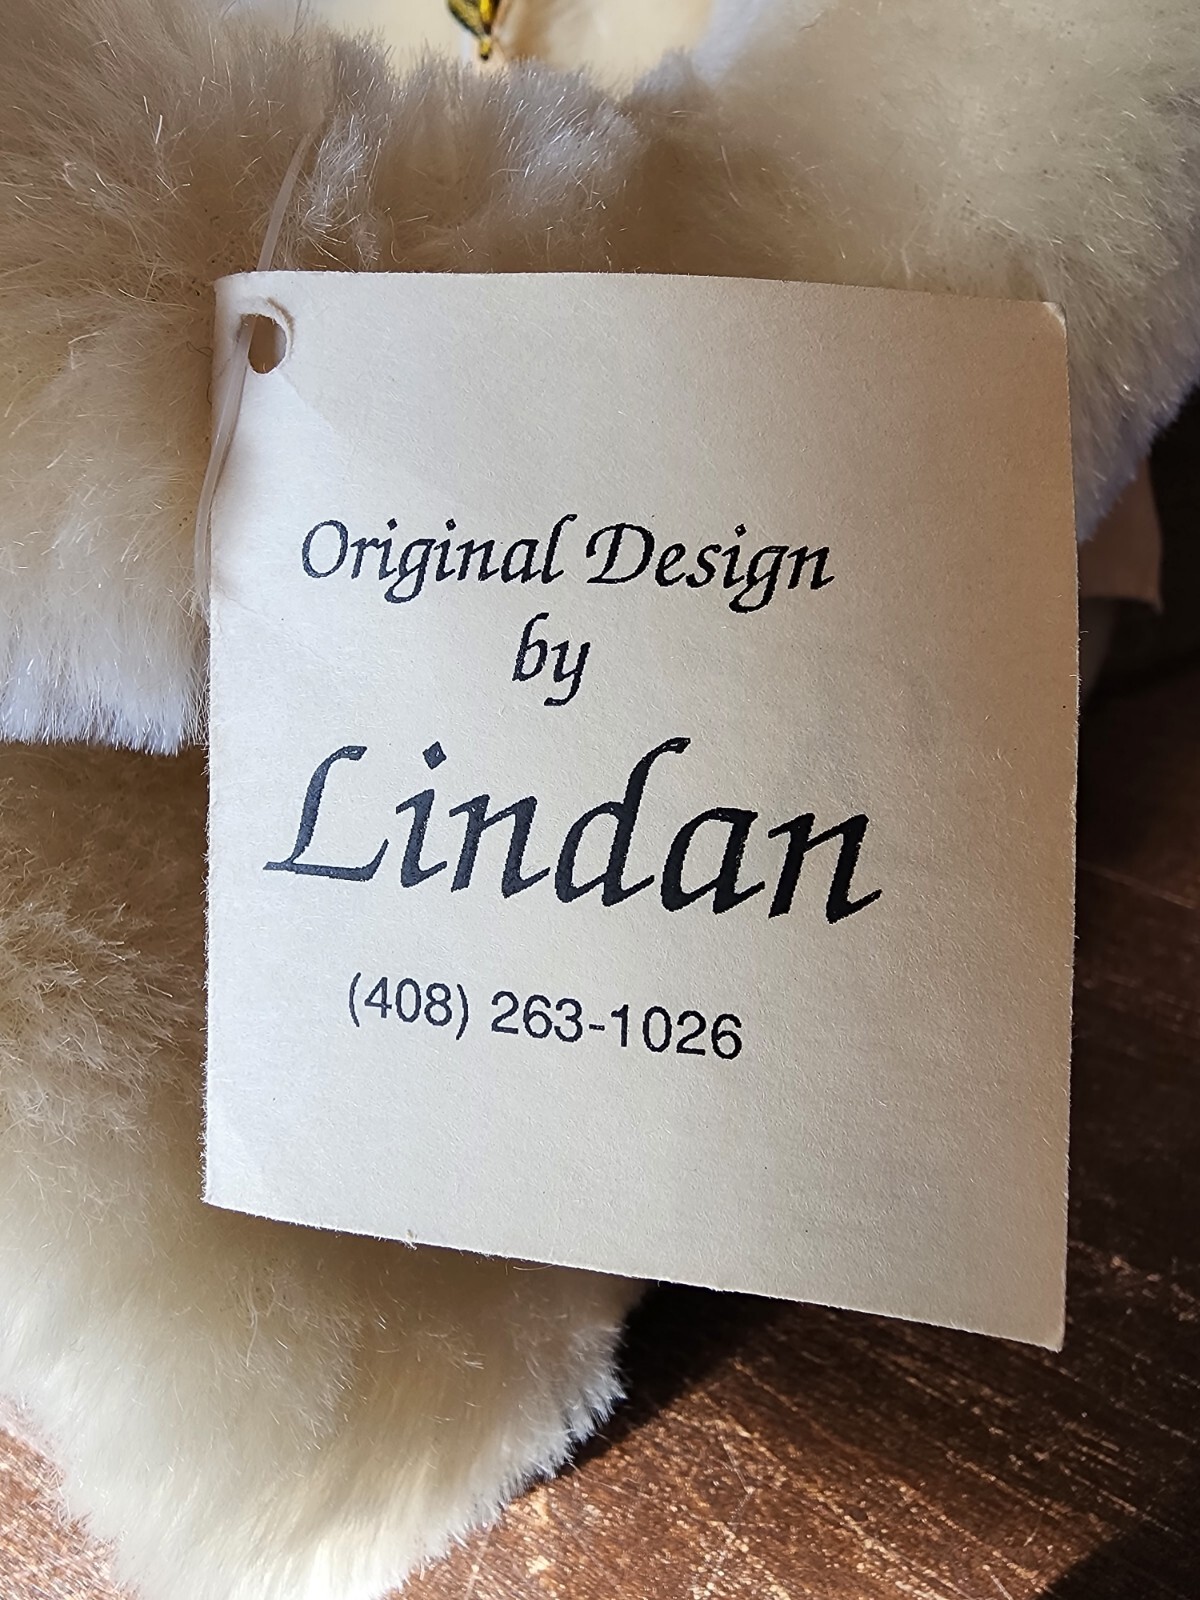 Original Design
by
Lindan
(408) 263-1026